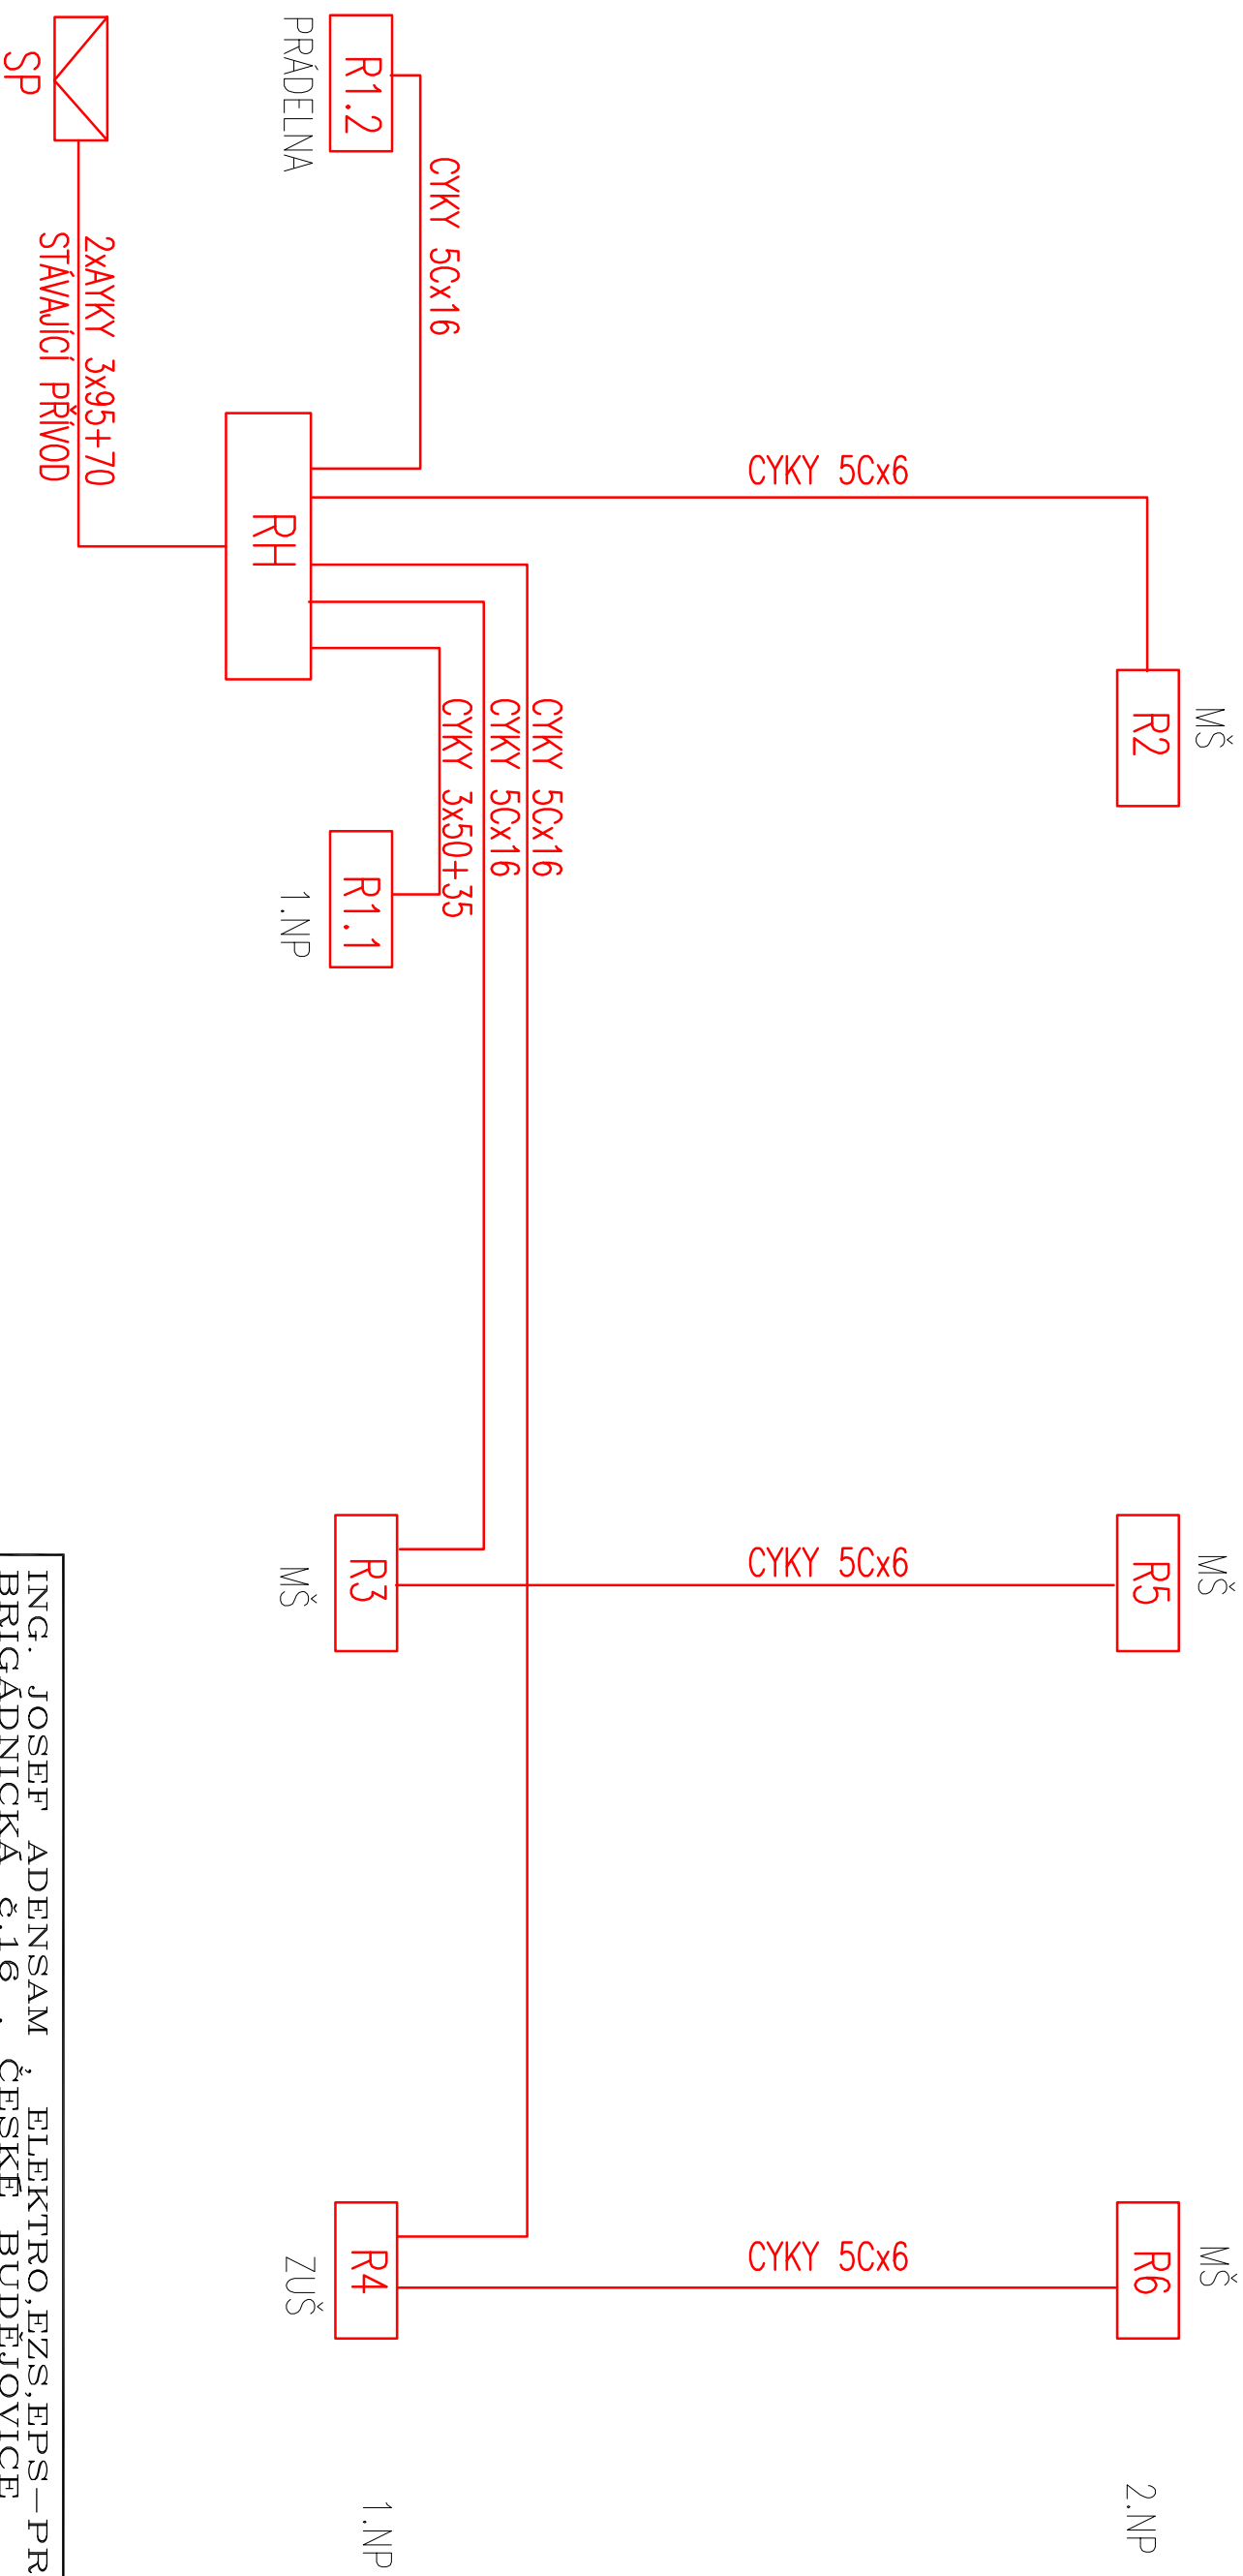 MŠ
R2
MŠ
R5
MŠ
R6
2.NP
CYKY 5Cx6
CYKY 5Cx6
CYKY 5Cx6
CYKY 5Cx16
CYKY 5Cx16
CYKY 3x50+35
CYKY 5Cx16
R1.2
PRÁDELNA
R1.1
1.NP
R3
MŠ
R4
ZUŠ
1.NP
RH
2xAYKY 3x95+70
STÁVAJÍCÍ PŘÍVOD
SP
ING. JOSEF ADENSAM , ELEKTRO,EZS,EPS-PR
BRIGÁDNICKÁ č.16 , ČESKÉ BUDĚJOVICE